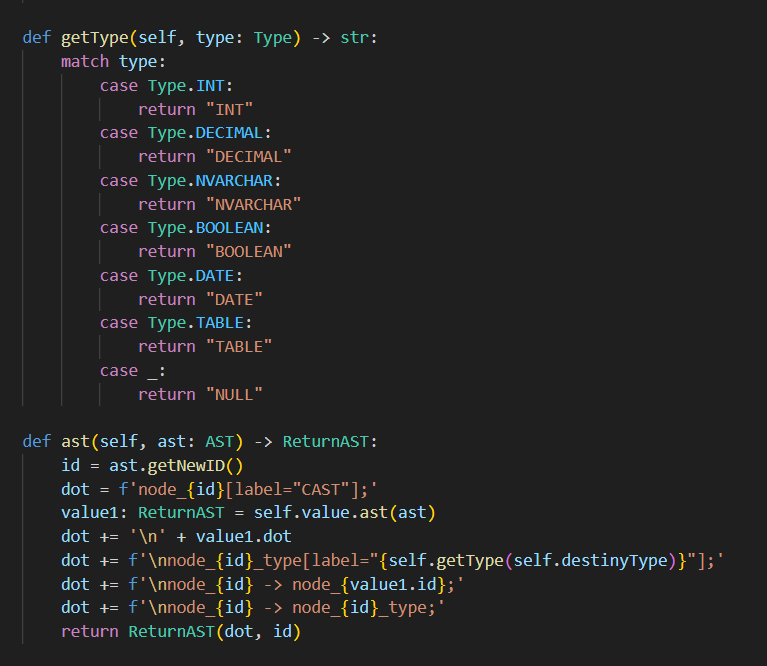 def getType(self, type: Type) -> str:
    match type:
        case Type.INT:
            return "INT"
        case Type.DECIMAL:
            return "DECIMAL"
        case Type.NVARCHAR:
            return "NVARCHAR"
        case Type.BOOLEAN:
            return "BOOLEAN"
        case Type.DATE:
            return "DATE"
        case Type.TABLE:
            return "TABLE"
        case _:
            return "NULL"
def ast(self, ast: AST) -> ReturnAST:
    id = ast.getNewID()
    dot = f'node_{id}[label="CAST"];'
    value1: ReturnAST = self.value.ast(ast)
    dot += '\n' + value1.dot
    dot += f'\nnode_{id}_type[label="{self.getType(self.destinyType)}"];'
    dot += f'\nnode_{id} -> node_{value1.id};'
    dot += f'\nnode_{id} -> node_{id}_type;'
    return ReturnAST(dot, id)